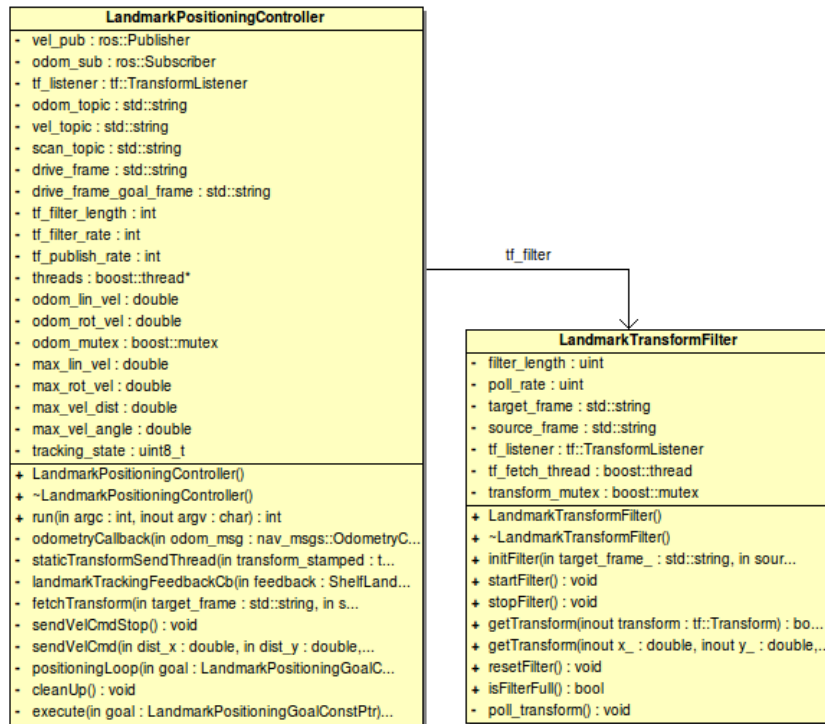 LandmarkPositioningController
- vel_pub : ros::Publisher
- odom_sub : ros::Subscriber
- tf_listener : tf::TransformListener
- odom_topic : std::string
- vel_topic : std::string
- scan_topic : std::string
- drive_frame : std::string
- drive_frame_goal_frame : std::string
- tf_filter_length : int
- tf_filter_rate : int
- tf_publish_rate : int
- threads : boost::thread*
- odom_lin_vel : double
- odom_rot_vel : double
- odom_mutex : boost::mutex
- max_lin_vel : double
- max_rot_vel : double
- max_vel_dist : double
- max_vel_angle : double
- tracking_state : uint8_t
+ LandmarkPositioningController()
+ ~LandmarkPositioningController()
+ run(in argc : int, inout argv : char) : int
- odometryCallback(in odom_msg : nav_msgs::OdometryC...
- staticTransformSendThread(in transform_stamped : t...
- landmarkTrackingFeedbackCb(in feedback : ShelfLand...
- fetchTransform(in target_frame : std::string, in s...
- sendVelCmdStop() : void
- sendVelCmd(in dist_x : double, in dist_y : double,...
- positioningLoop(in goal : LandmarkPositioningGoalC...
- cleanUp() : void
- execute(in goal : LandmarkPositioningGoalConstPtr)...
tf_filter
LandmarkTransformFilter
- filter_length : uint
- poll_rate : uint
- target_frame : std::string
- source_frame : std::string
- tf_listener : tf::TransformListener
- tf_fetch_thread : boost::thread
- transform_mutex : boost::mutex
+ LandmarkTransformFilter()
+ ~LandmarkTransformFilter()
+ initFilter(in target_frame_ : std::string, in sour...
+ startFilter() : void
+ stopFilter() : void
+ getTransform(inout transform : tf::Transform) : bo...
+ getTransform(inout x_ : double, inout y_ : double,...
+ resetFilter() : void
+ isFilterFull() : bool
- poll_transform() : void